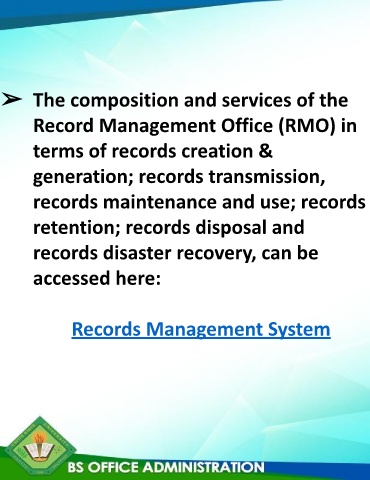 ➢ The composition and services of the
Record Management Office (RMO) in
terms of records creation &
generation; records transmission,
records maintenance and use; records
retention; records disposal and
records disaster recovery, can be
accessed here:
Records Management System
BS OFFICE ADMINISTRATION